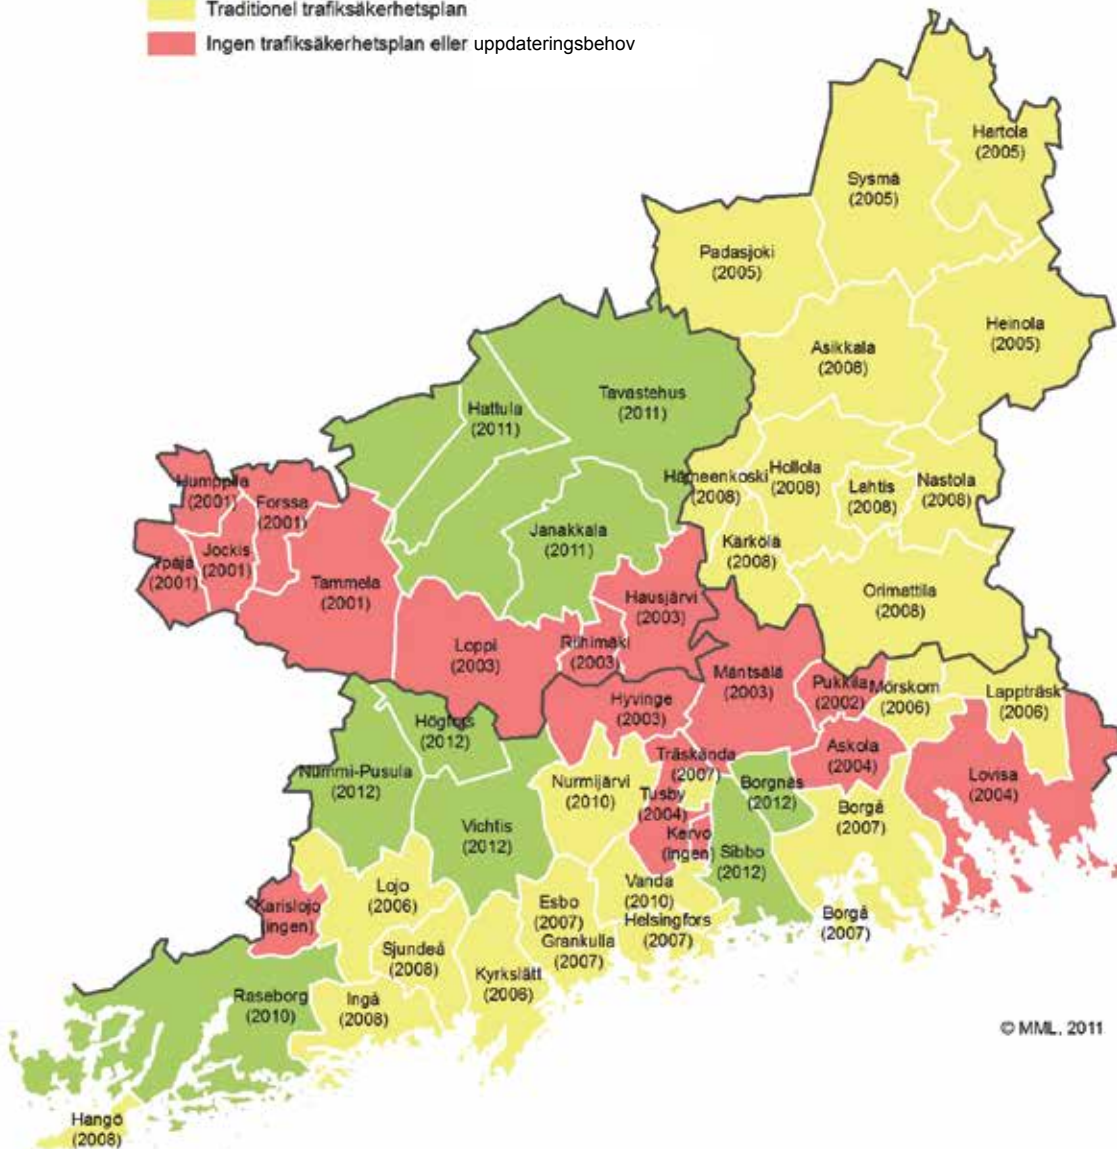 Traditionel trafiksäkerhetsplan
Ingen trafiksäkerhetsplan eller uppdateringsbehov
Hartola
(2005)
Sysmä
(2005)
Padasjoki
(2005)
Heinola
(2005)
Asikkala
(2008)
Tavastehus
(2011)
Hattula
(2011)
Hämeenkoski
(2008)
Hollola
(2008)
Lahtis
(2008)
Nastola
(2008)
Humppila
(2001)
Forssa
(2001)
Janakkala
(2011)
Kärkölä
(2008)
Ypäjä
(2001)
Jockis
(2001)
Tammela
(2001)
Hausjärvi
(2003)
Orimattila
(2008)
Loppi
(2003)
Riihimäki
(2003)
Mäntsälä
(2003)
Pukkila
(2002)
Mörskom
(2006)
Lappträsk
(2006)
Hyvinge
(2003)
Högfors
(2012)
Träskända
(2007)
Askola
(2004)
Lovisa
(2004)
Nummi-Pusula
(2012)
Nurmijärvi
(2010)
Tusby
(2004)
Borgnäs
(2012)
Borgå
(2007)
Vichtis
(2012)
Kervo
(ingen)
Sibbo
(2012)
Lojo
(2006)
Vanda
(2010)
Karislojo
(ingen)
Esbo
(2007)
Helsingfors
(2007)
Borgå
(2007)
Grankulla
(2007)
Sjundeå
(2008)
Kyrkslätt
(2006)
Raseborg
(2010)
Ingå
(2008)
© MML, 2011
Hangö
(2008)